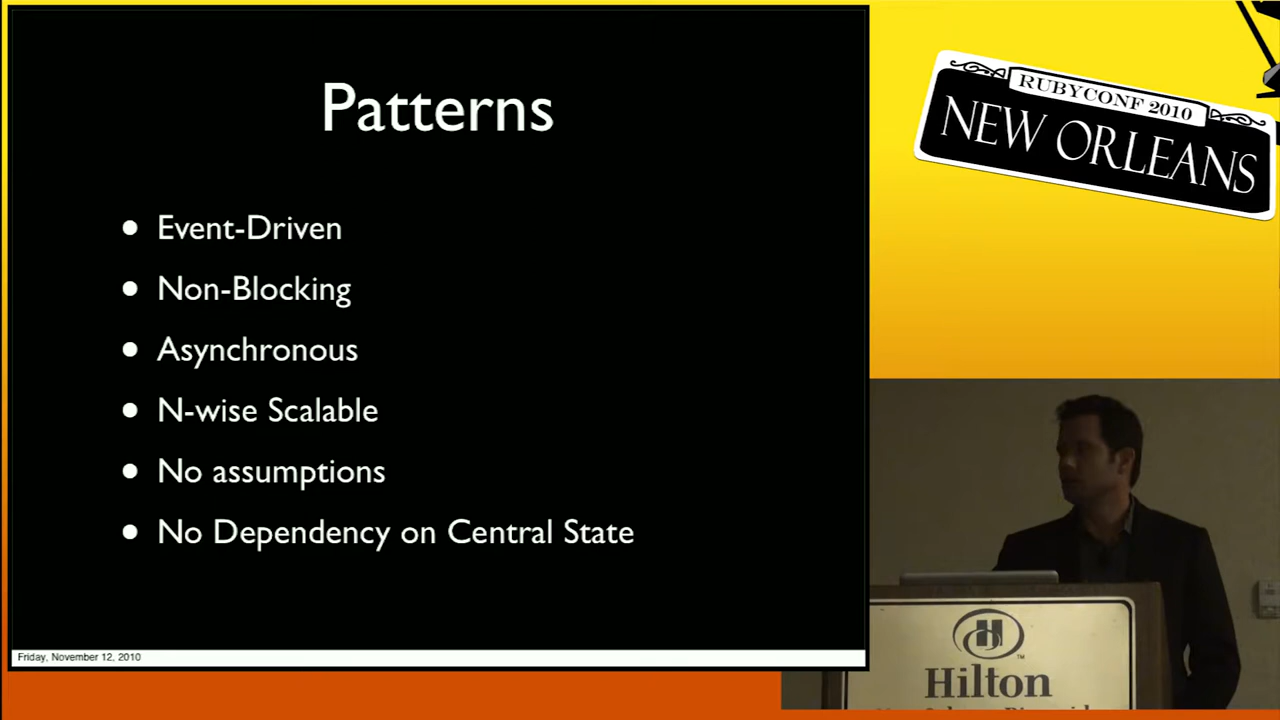 Patterns
• Event-Driven
• Non-Blocking
• Asynchronous
• N-wise Scalable
• No assumptions
• No Dependency on Central State
Friday, November 12, 2010
RUBYCONF 2010
NEW ORLEANS
Hilton